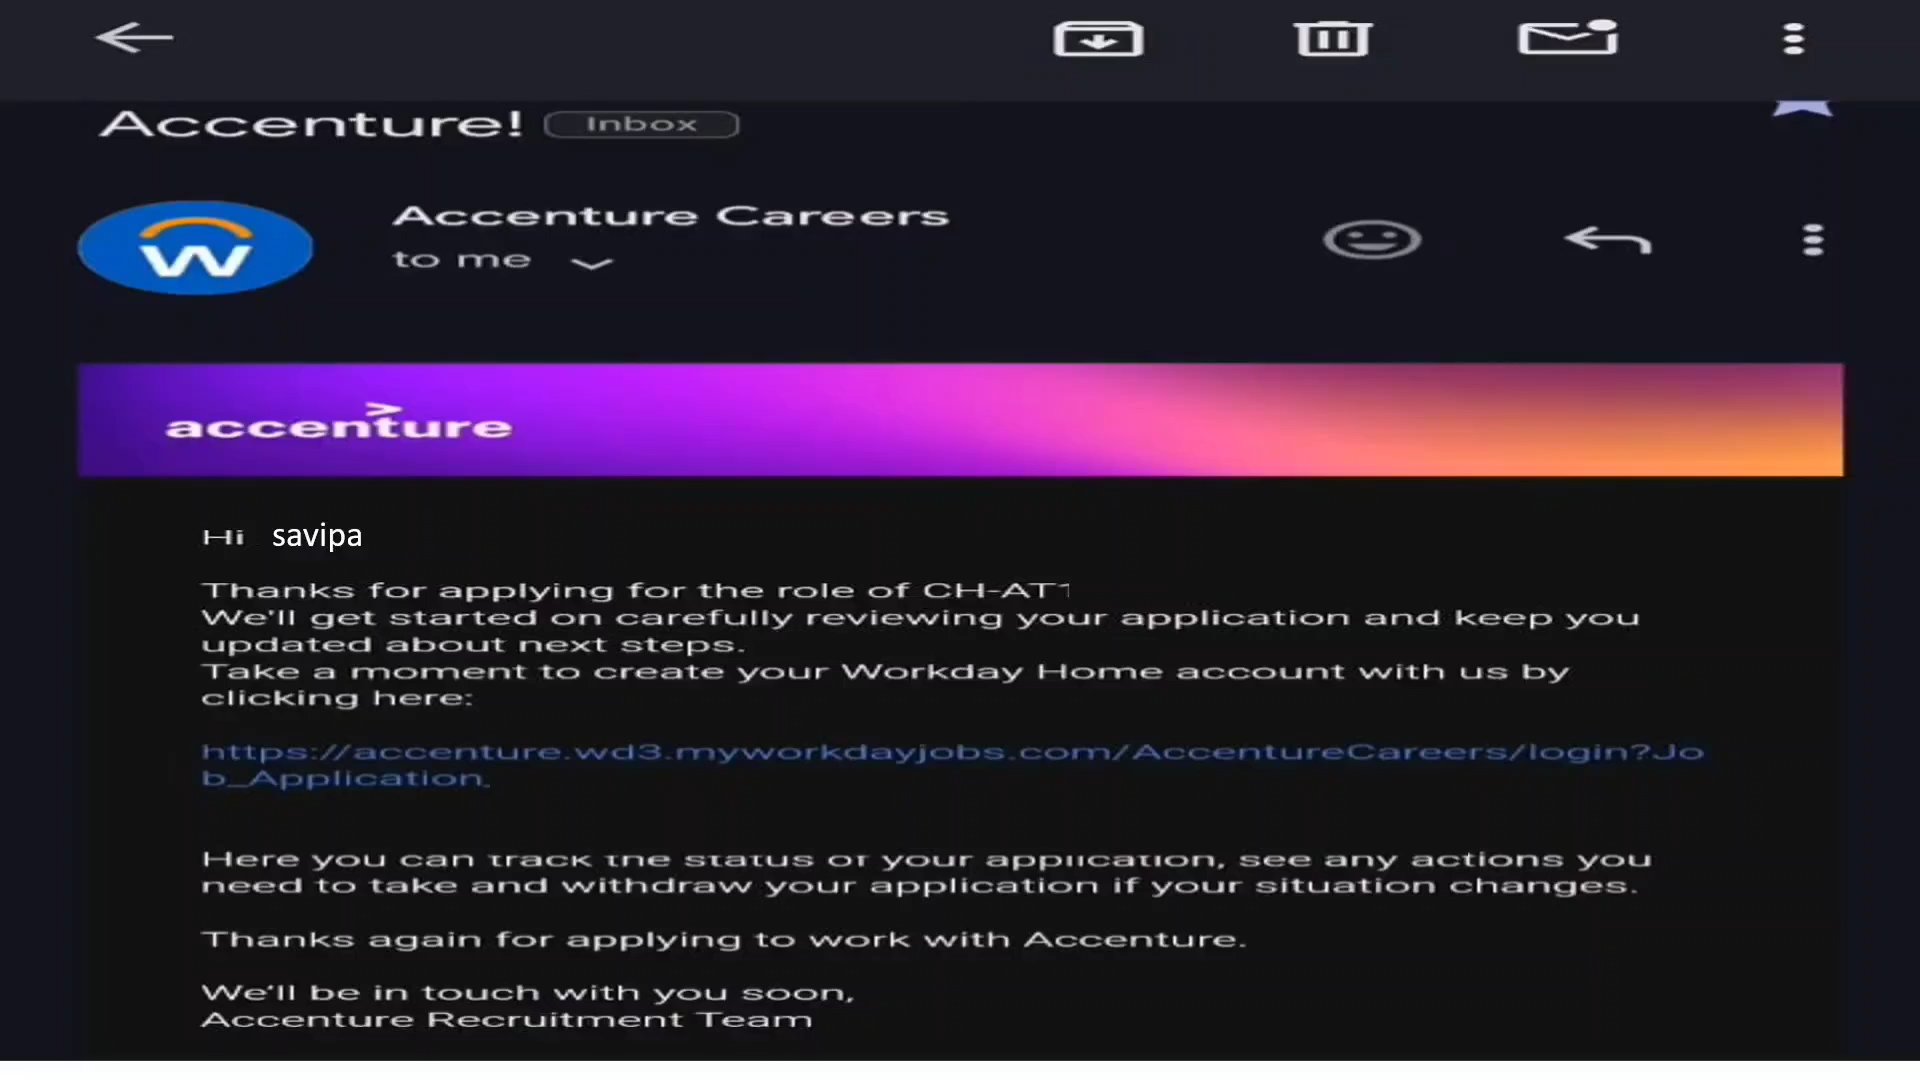 Accenture! Inbox
Accenture Careers
to me
accenture
Hi savipa
Thanks for applying for the role of CH-AT1
We'll get started on carefully reviewing your application and keep you
updated about next steps.
Take a moment to create your Workday Home account with us by
clicking here:
https://accenture.wd3.myworkdayjobs.com/AccentureCareers/login?Jo
b_Application.
Here you can track the status of your application, see any actions you
need to take and withdraw your application if your situation changes.
Thanks again for applying to work with Accenture.
We'll be in touch with you soon,
Accenture Recruitment Team